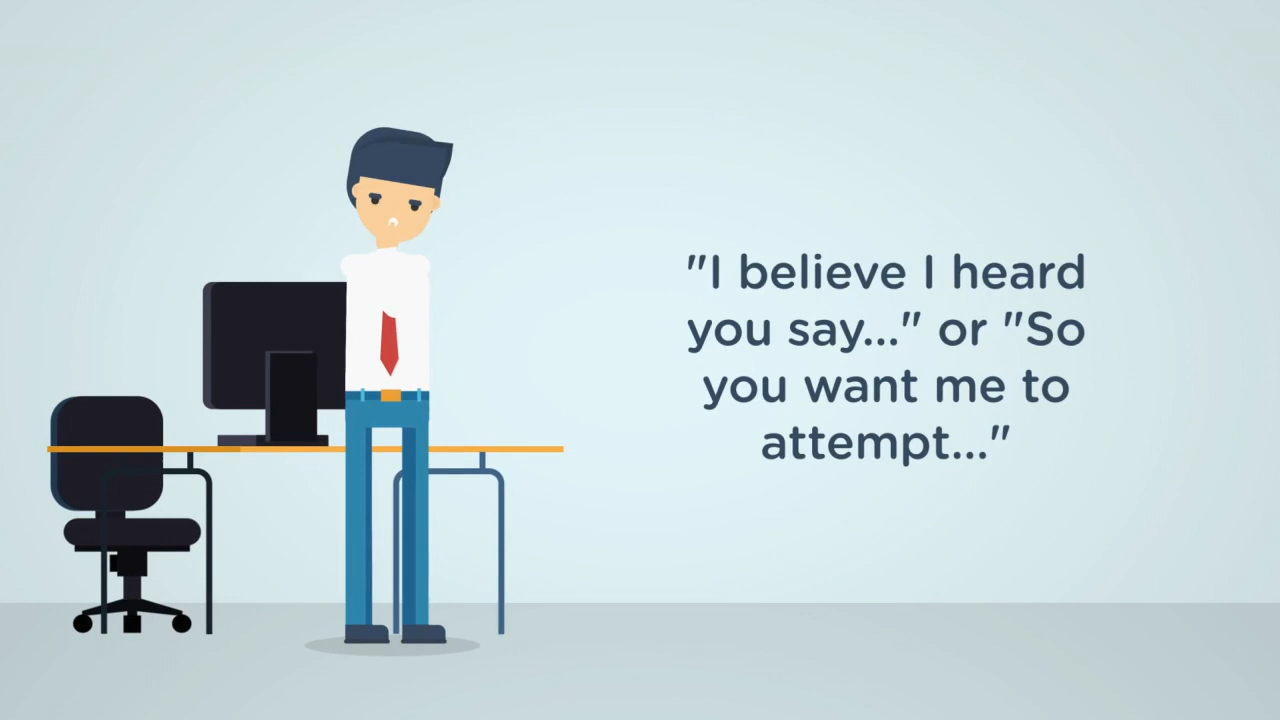 "I believe I heard
you say..." or "So
you want me to
attempt..."